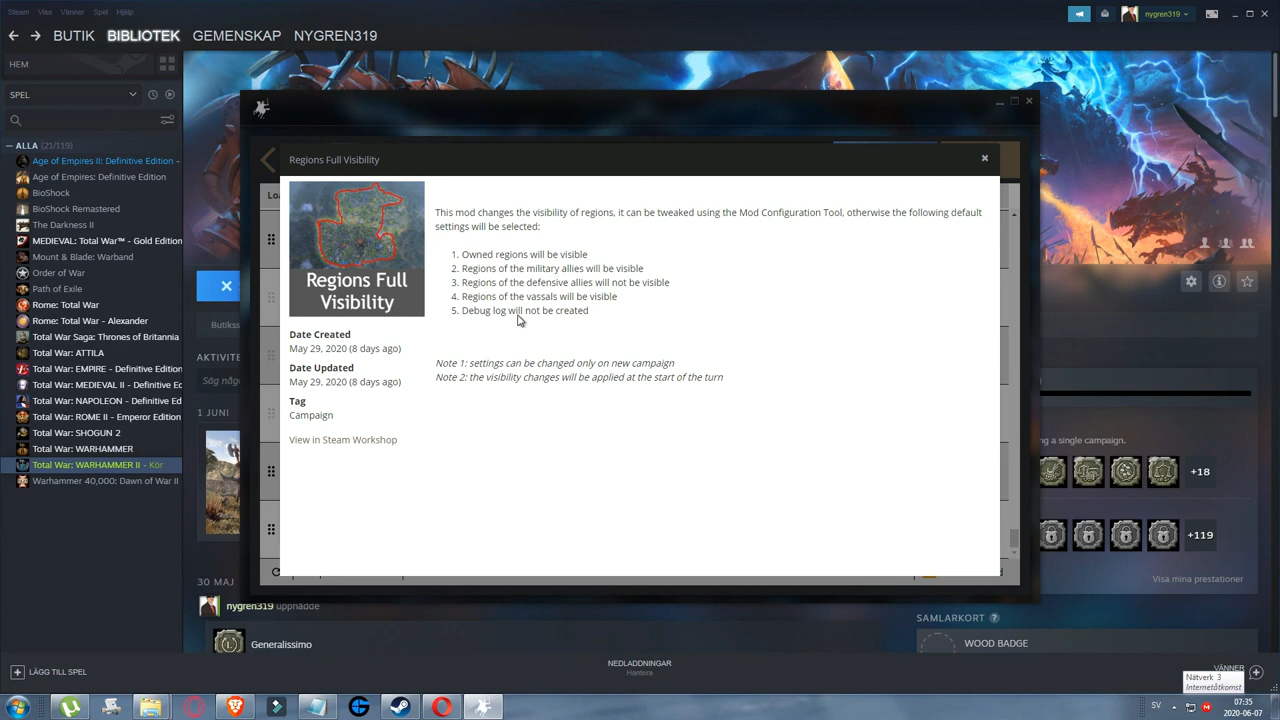 Steam Visa Vänner Spel Hjälp
nygren319
BUTIK BIBLIOTEK GEMENSKAP NYGREN319
HEM
SPEL
ALLA (21/119)
Age of Empires II: Definitive Edition –
Age of Empires: Definitive Edition
BioShock
BioShock Remastered
The Darkness II
MEDIEVAL: Total War™ - Gold Edition
Mount & Blade: Warband
Order of War
Path of Exile
Rome: Total War
Rome: Total War - Alexander
Total War Saga: Thrones of Britannia
Total War: ATTILA
Total War: EMPIRE – Definitive Edition
Total War: MEDIEVAL II – Definitive Ed
Total War: NAPOLEON – Definitive Ed
Total War: ROME II - Emperor Edition
Total War: SHOGUN 2
Total War: WARHAMMER
Total War: WARHAMMER II – Kör
Warhammer 40,000: Dawn of War II
Butikss
AKTIVITE
Säg någo
1 JUNI
30 MAJ
nygren319 uppnådde
Generalissimo
Loa
Regions Full Visibility
Regions Full
Visibility
Date Created
May 29, 2020 (8 days ago)
Date Updated
May 29, 2020 (8 days ago)
Tag
Campaign
View in Steam Workshop
This mod changes the visibility of regions, it can be tweaked using the Mod Configuration Tool, otherwise the following default
settings will be selected:
1. Owned regions will be visible
2. Regions of the military allies will be visible
3. Regions of the defensive allies will not be visible
4. Regions of the vassals will be visible
5. Debug log will not be created
Note 1: settings can be changed only on new campaign
Note 2: the visibility changes will be applied at the start of the turn
ng a single campaign.
+18
+119
Visa mina prestationer
SAMLARKORT ?
WOOD BADGE
LÄGG TILL SPEL
NEDLADDNINGAR
Hantera
VÄNNER
Nätverk 3
Internetåtkomst
SV
07:35
2020-06-07